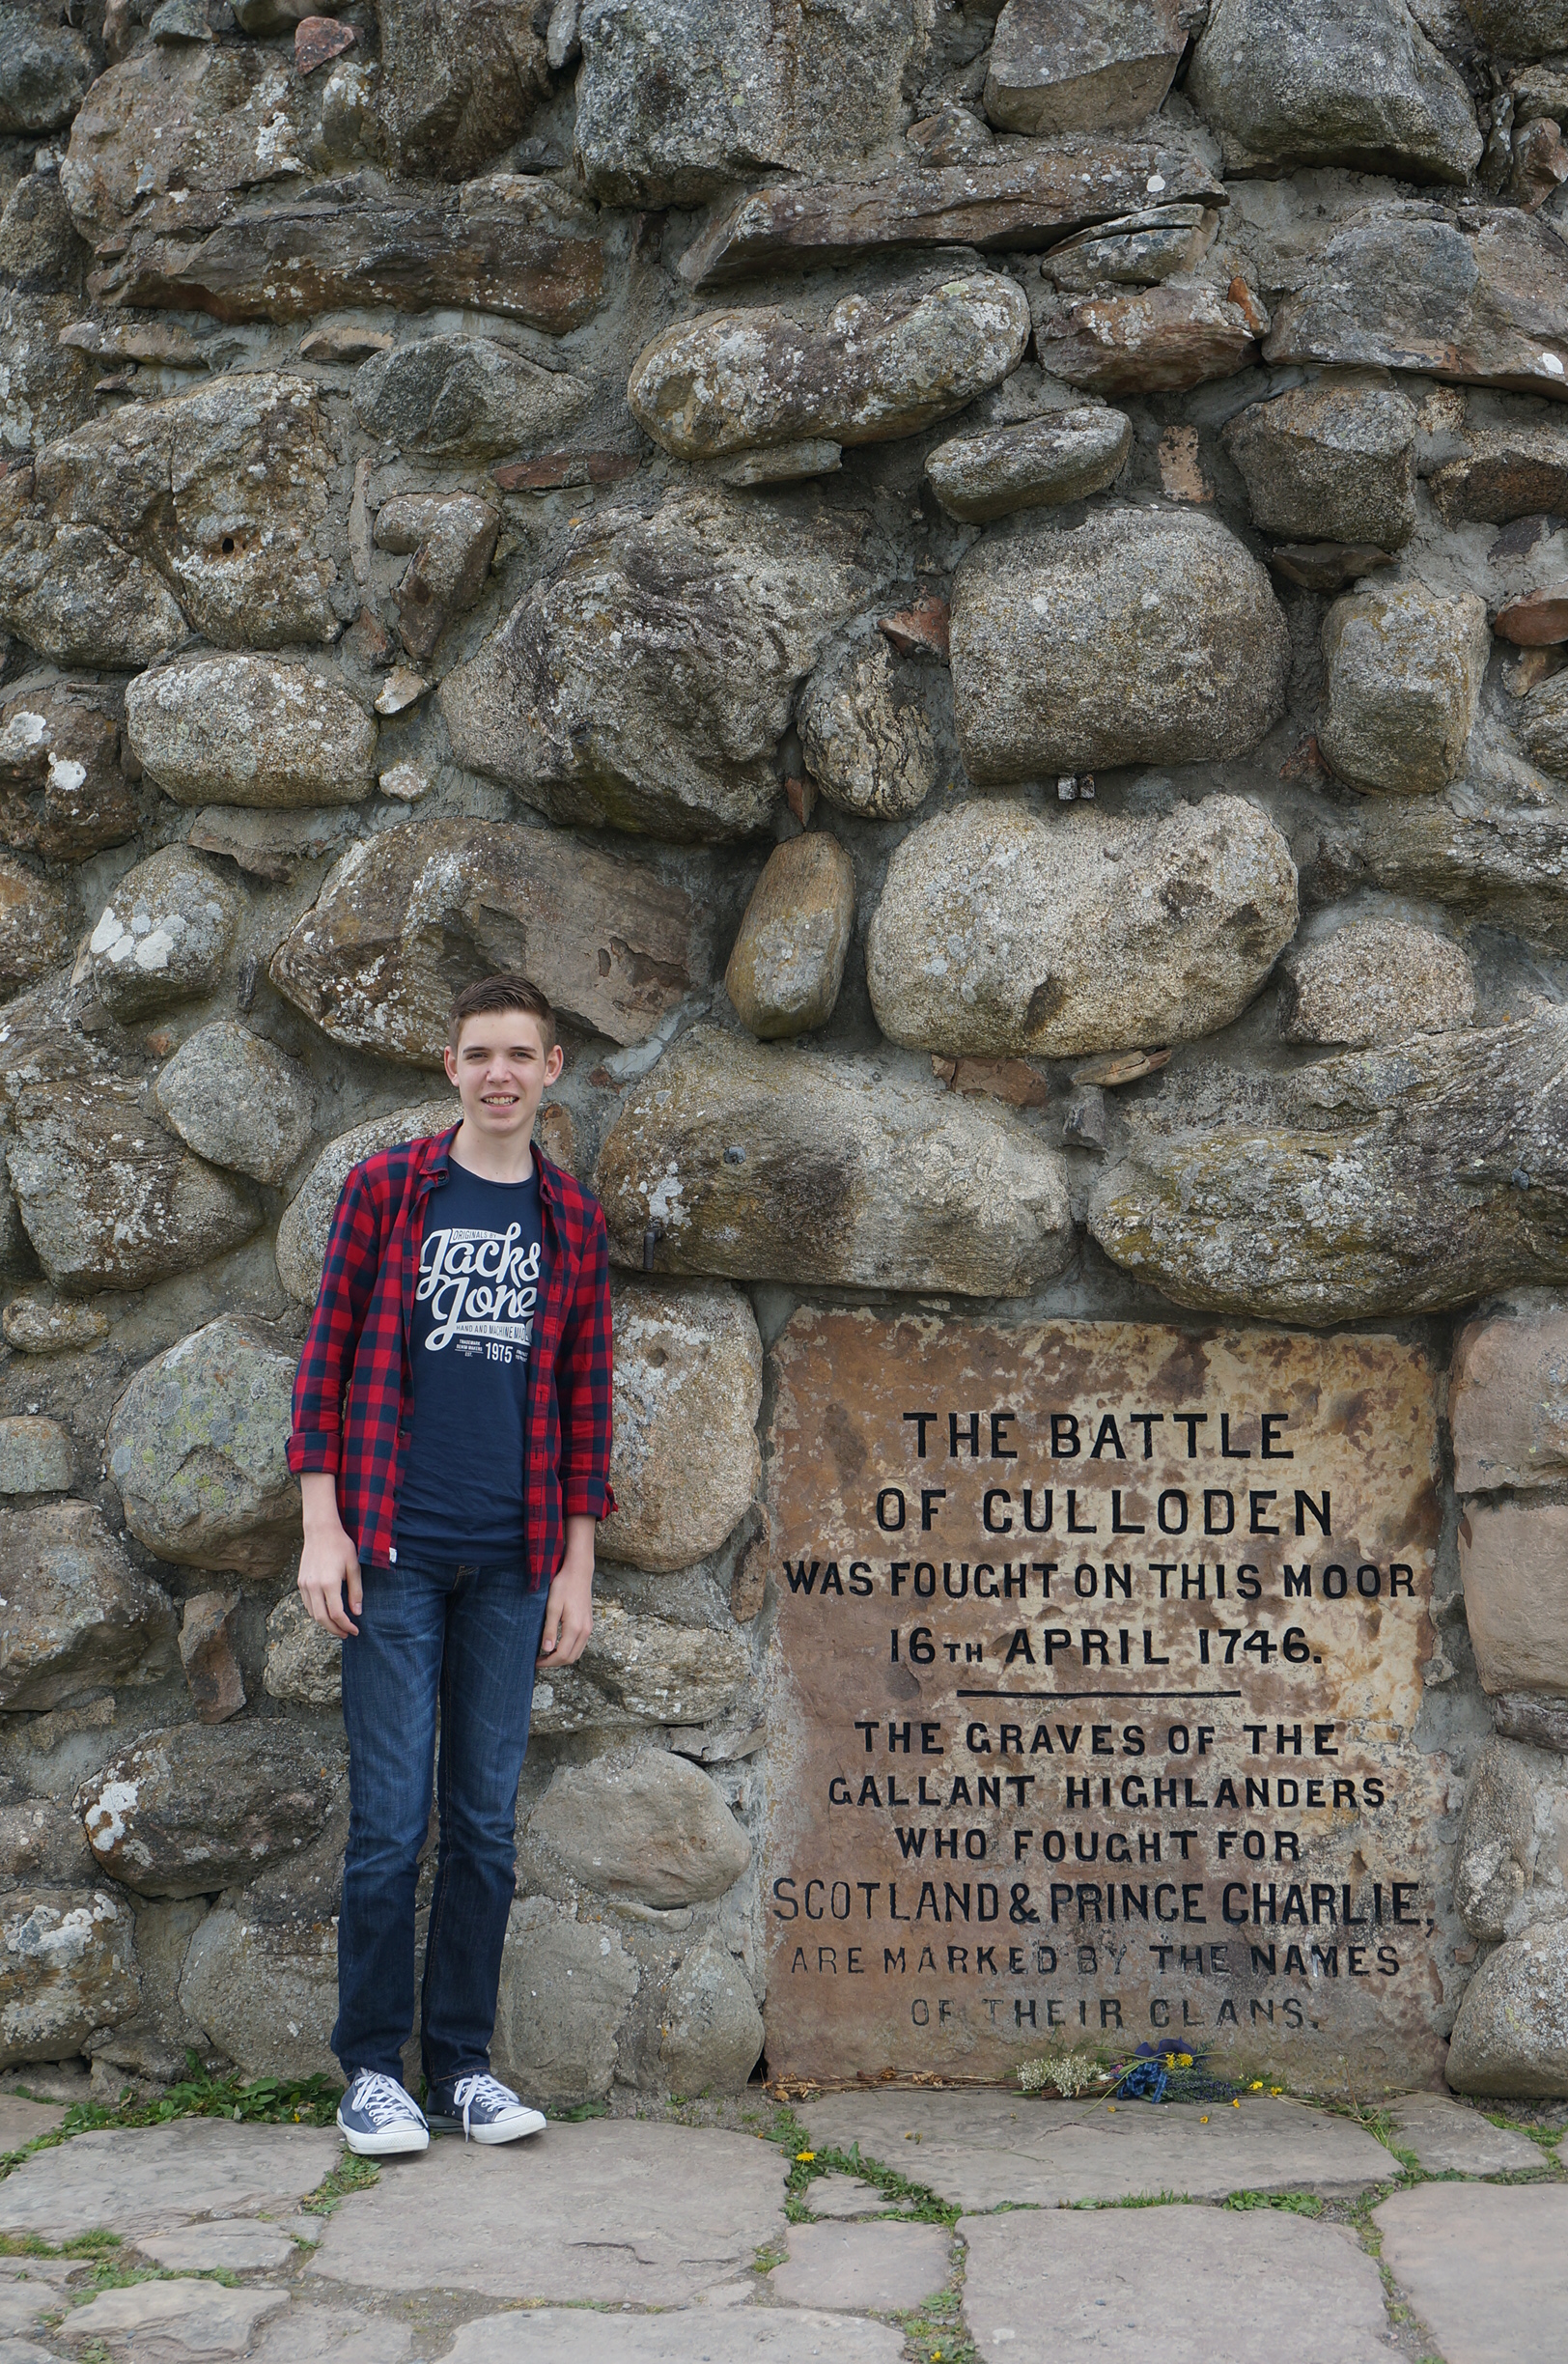 ORIGINALS BY
Jack &
Jone
HAND AND MACHINE MADE
1975
THE BATTLE
OF CULLODEN
WAS FOUGHT ON THIS MOOR
16TH APRIL 1746.
THE GRAVES OF THE
GALLANT HIGHLANDERS
WHO FOUGHT FOR
SCOTLAND & PRINCE CHARLIE,
ARE MARKED BY THE NAMES
OF THEIR CLANS.